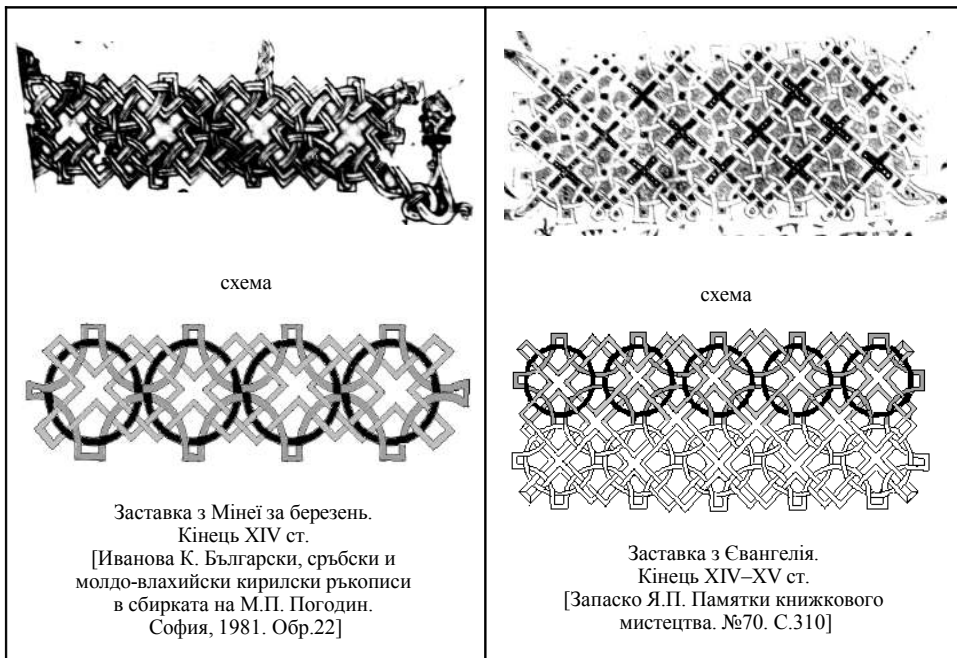 схема
Заставка з Мінеї за березень.
Кінець XIV ст.
[Иванова К. Български, сръбски и
молдо-влахийски кирилски ръкописи
в сбирката на М.П. Погодин.
София, 1981. Обр.22]
схема
Заставка з Євангелія.
Кінець XIV–XV ст.
[Запаско Я.П. Памятки книжкового
мистецтва. №70. С.310]